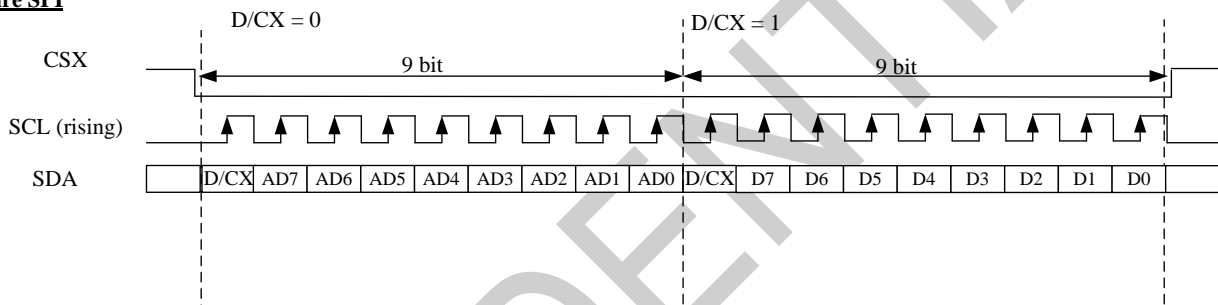 re SPI
D/CX = 0
D/CX = 1
CSX
9 bit
9 bit
SCL (rising)
SDA
D/CX AD7 AD6 AD5 AD4 AD3 AD2 AD1 AD0 D/CX D7 D6 D5 D4 D3 D2 D1 D0